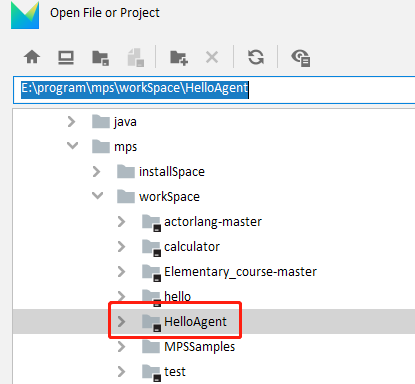 Open File or Project
E:\program\mps\workSpace\HelloAgent
java
mps
installSpace
workSpace
actorlang-master
calculator
Elementary_course-master
hello
HelloAgent
MPSSamples
test